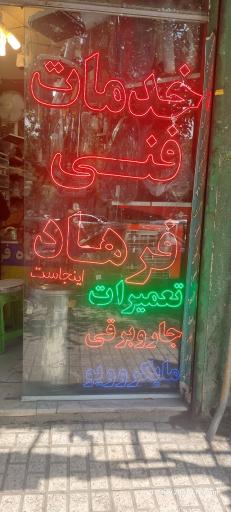 خدمات
فنی
فرهاد
اینجاست
تعمیرات
جاروبرقی
مایکروویو